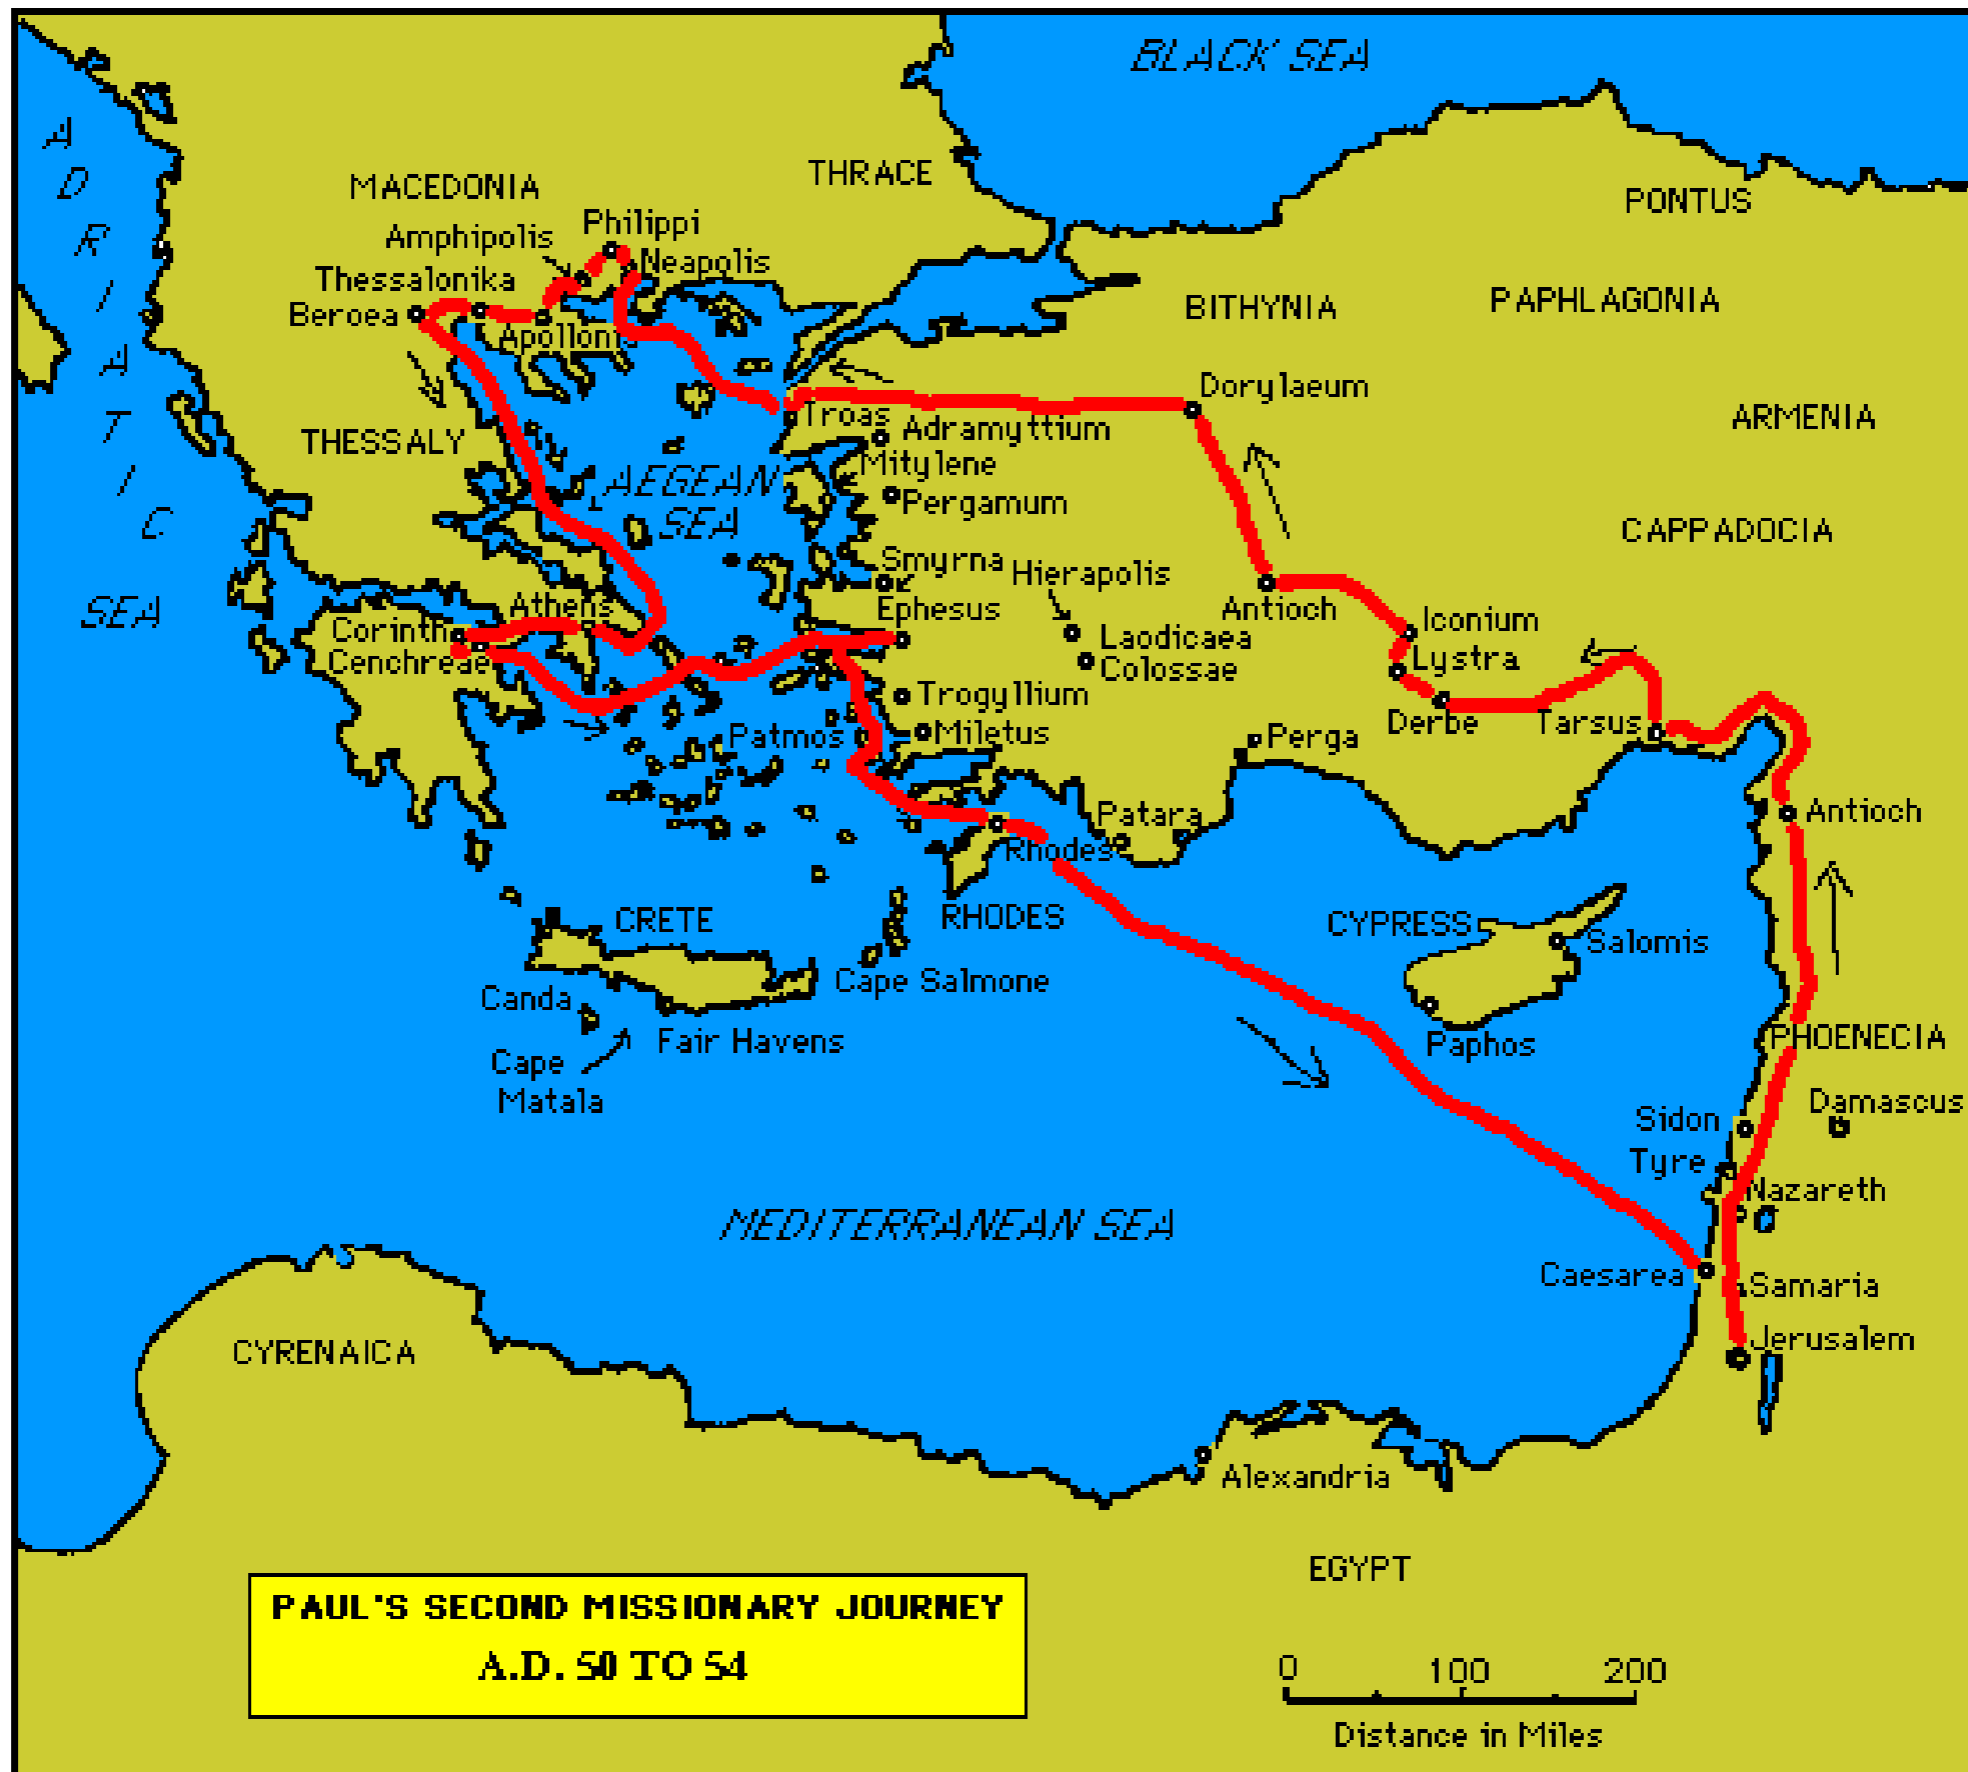 BLACK SEA
ADRIATIC
SEA
MACEDONIA
THRACE
PONTUS
Philippi
Amphipolis
Neapolis
Thessalonika
Beroea
Apollonia
BITHYNIA
PAPHLAGONIA
Dorylaeum
ARMENIA
THESSALY
Troas
Adramyttium
Mitylene
AEGEAN
SEA
Pergamum
CAPPADOCIA
Smyrna
Hierapolis
Ephesus
Antioch
Athens
Corinth
Cenchreae
Iconium
Laodicaea
Lystra
Colossae
Trogyllium
Derbe
Tarsus
Patmos
Miletus
Perga
Patara
Antioch
Rhodes
CRETE
RHODES
CYPRESS
Salomis
Cape Salmone
Canda
Fair Havens
Paphos
PHOENECIA
Cape
Matala
Damascus
Sidon
Tyre
Nazareth
MEDITERRANEAN SEA
Caesarea
Samaria
Jerusalem
CYRENAICA
Alexandria
EGYPT
PAUL'S SECOND MISSIONARY JOURNEY
A.D. 50 TO 54
0 100 200
Distance in Miles